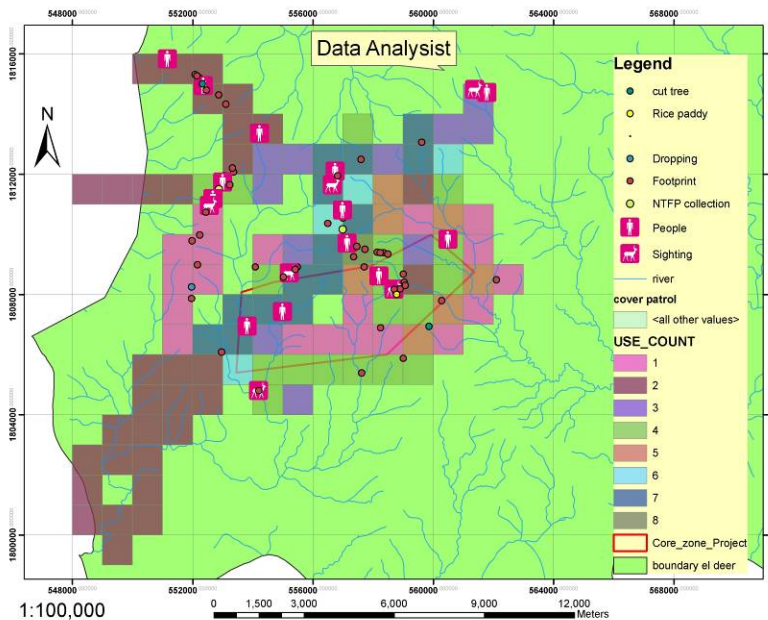 548000 552000 556000 560000 564000 568000
Data Analysist
N
1816000
1812000
1808000
1804000
1800000
Legend
cut tree
Rice paddy
Dropping
Footprint
NTFP collection
People
Sighting
river
cover patrol
<all other values>
USE_COUNT
1
2
3
4
5
6
7
8
Core_zone_Project
boundary el deer
548000 552000 556000 560000 564000 568000
1:100,000
0 1,500 3,000 6,000 9,000 12,000
Meters